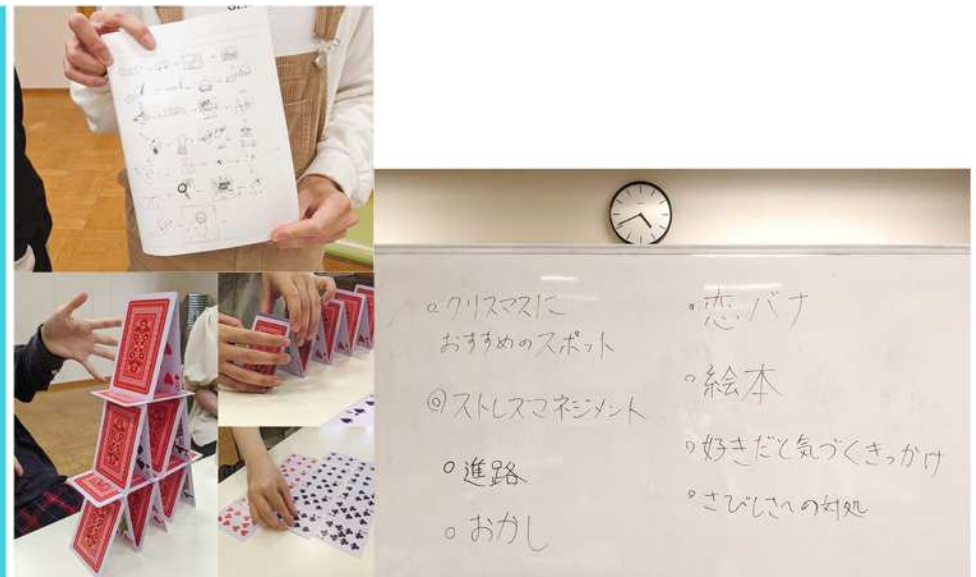 。クリスマスに
おすすめのスポット
◎ストレスマネジメント
。進路
。おかし
。恋バナ
。絵本
。好きだと気づくきっかけ
。さびしさへの対処